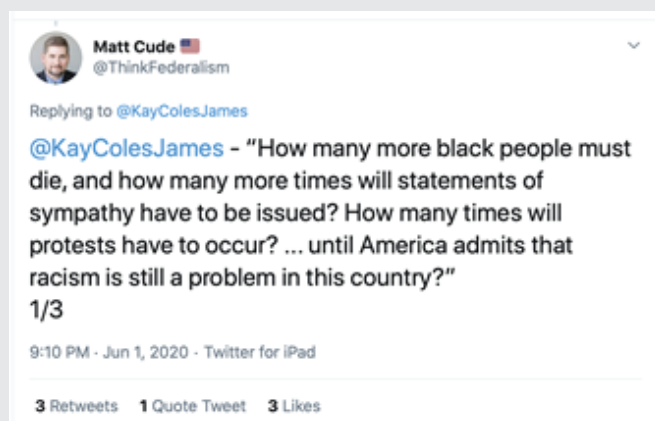 Matt Cude 🇺🇸
@ThinkFederalism
Replying to @KayColesJames
@KayColesJames - “How many more black people must
die, and how many more times will statements of
sympathy have to be issued? How many times will
protests have to occur? ... until America admits that
racism is still a problem in this country?”
1/3
9:10 PM · Jun 1, 2020 · Twitter for iPad
3 Retweets 1 Quote Tweet 3 Likes